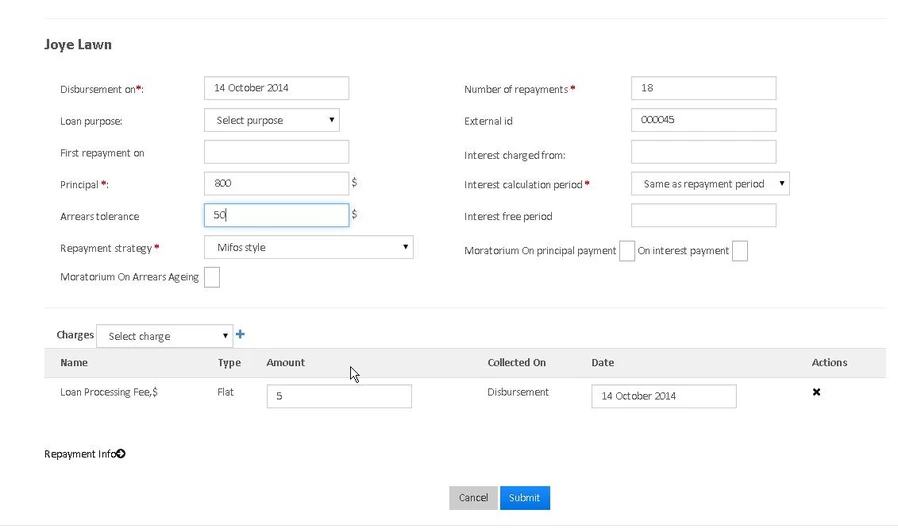 Joye Lawn
Disbursement on*: 14 October 2014 Number of repayments * 18
Loan purpose: Select purpose External id 000045
First repayment on Interest charged from:
Principal *: 800 $ Interest calculation period * Same as repayment period
Arrears tolerance 50 $ Interest free period
Repayment strategy * Mifos style Moratorium On principal payment On interest payment
Moratorium On Arrears Ageing
Charges Select charge
Name Type Amount Collected On Date Actions
Loan Processing Fee,$ Flat 5 Disbursement 14 October 2014
Repayment Info
Cancel Submit